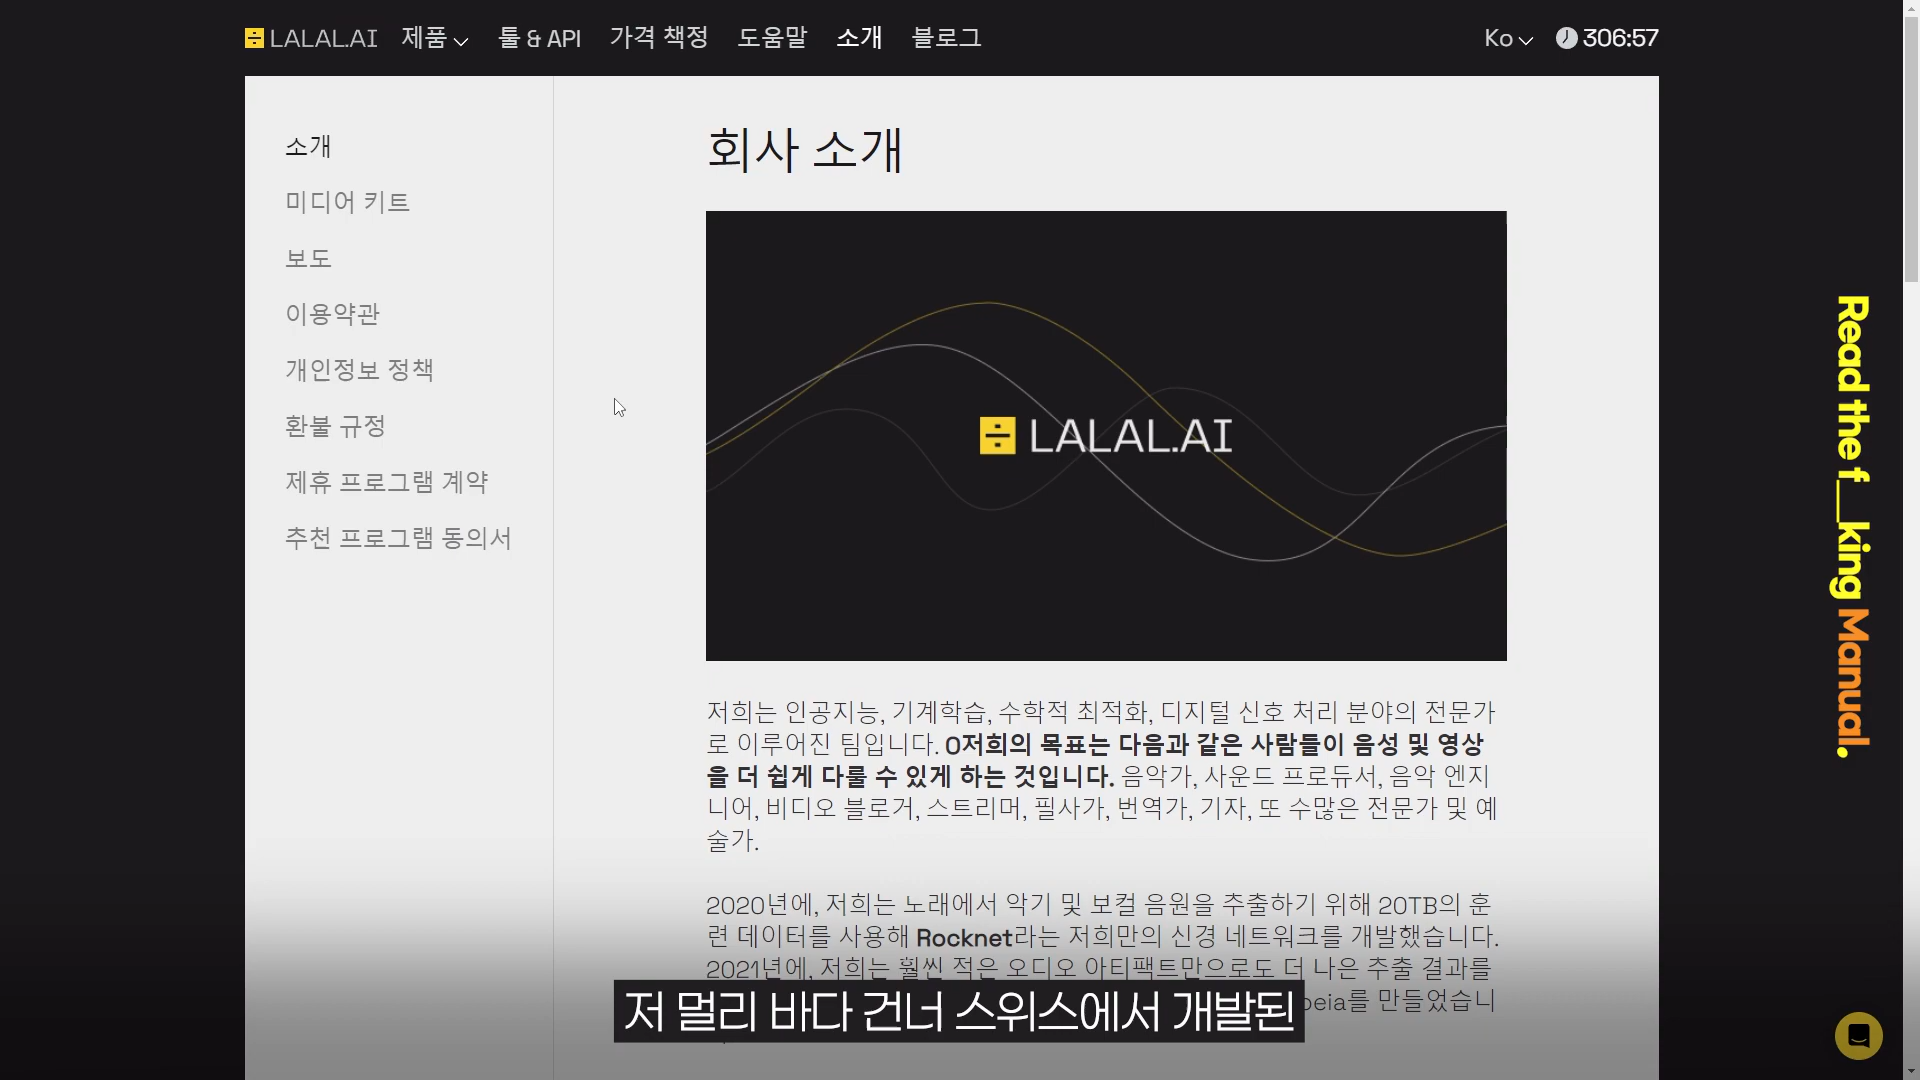 LALAL.AI 제품 툴 & API 가격 책정 도움말 소개 블로그 Ko 306:57
소개
미디어 키트
보도
이용약관
개인정보 정책
환불 규정
제휴 프로그램 계약
추천 프로그램 동의서
회사 소개
LALAL.AI
저희는 인공지능, 기계학습, 수학적 최적화, 디지털 신호 처리 분야의 전문가
로 이루어진 팀입니다. O저희의 목표는 다음과 같은 사람들이 음성 및 영상
을 더 쉽게 다룰 수 있게 하는 것입니다. 음악가, 사운드 프로듀서, 음악 엔지
니어, 비디오 블로거, 스트리머, 필사가, 번역가, 기자, 또 수많은 전문가 및 예
술가.
2020년에, 저희는 노래에서 악기 및 보컬 음원을 추출하기 위해 20TB의 훈
련 데이터를 사용해 Rocknet라는 저희만의 신경 네트워크를 개발했습니다.
2021년에, 저희는 훨씬 적은 오디오 아티팩트만으로도 더 나은 추출 결과를
만들었습니
저 멀리 바다 건너 스위스에서 개발된
Read the f__king Manual.